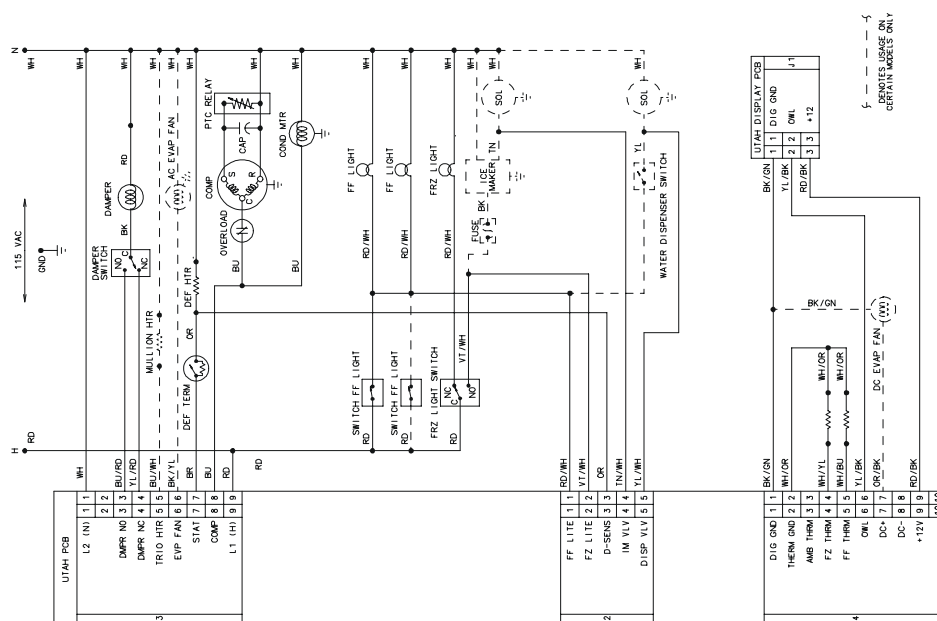 N
WH
WH
WH
WH
WH
WH
WH
WH
WH
WH
WH
WH
WH
WH
115 VAC
GND
H
RD
DAMPER
RD
BK
DAMPER
SWITCH
NO
C
NC
MULLION HTR
AC EVAP FAN
DEF HTR
OR
DEF TERM
PTC RELAY
CAP
COMP
S
R
C
OVERLOAD
BU
BU
COND MTR
FF LIGHT
FF LIGHT
FRZ LIGHT
RD/WH
RD/WH
RD/WH
SOL
TN
ICE
MAKER
BK
FUSE
VT/WH
SOL
YL
WATER DISPENSER SWITCH
SWITCH FF LIGHT
SWITCH FF LIGHT
FRZ LIGHT SWITCH
NC
C
NO
RD
RD
RD
WH
BU/RD
YL/RD
BU/WH
BK/YL
BR
BU
RD
RD
UTAH PCB
L2 (N) 1 1
2 2
DMPR NO 3 3
DMPR NC 4 4
TRIO HTR 5 5
EVP FAN 6 6
STAT 7 7
COMP 8 8
L1 (H) 9 9
3
RD/WH
VT/WH
OR
TN/WH
YL/WH
FF LITE 1 1
FZ LITE 2 2
D-SENS 3 3
IM VLV 4 4
DISP VLV 5 5
2
UTAH DISPLAY PCB
J1
1 1 DIG GND
2 2 OWL
3 3 +12
BK/GN
YL/BK
RD/BK
DENOTES USAGE ON
CERTAIN MODELS ONLY
BK/GN
DC EVAP FAN
WH/OR
WH/OR
BK/GN
WH/OR
WH/YL
WH/BU
YL/BK
OR/BK
RD/BK
DIG GND 1 1
THERM GND 2 2
AMB THRM 3 3
FZ THRM 4 4
FF THRM 5 5
OWL 6 6
DC+ 7 7
DC- 8 8
+12V 9 9
10 10
4